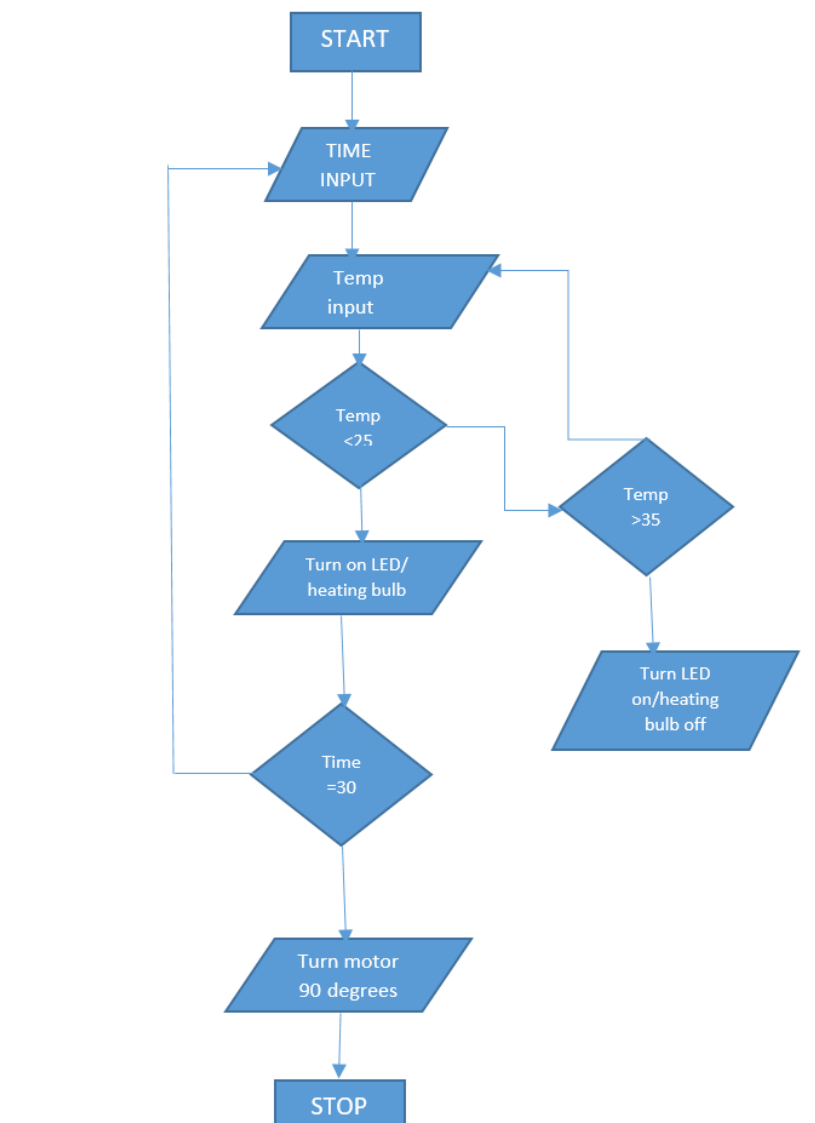 START
TIME
INPUT
Temp
input
Temp
<25
Temp
>35
Turn on LED/
heating bulb
Turn LED
on/heating
bulb off
Time
=30
Turn motor
90 degrees
STOP